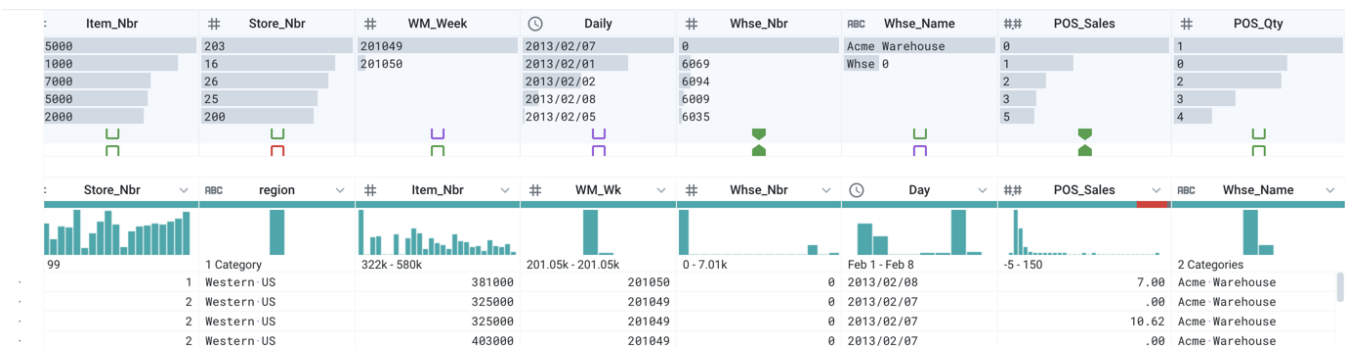 : Item_Nbr # Store_Nbr # WM_Week Daily # Whse_Nbr ABC Whse_Name #.# POS_Sales # POS_Qty
5000 203 201049 2013/02/07 0 Acme Warehouse 0 1
1000 16 201050 2013/02/01 6069 Whse 0 1 0
7000 26 2013/02/02 6094 2 2
5000 25 2013/02/08 6009 3 3
2000 200 2013/02/05 6035 5 4
: Store_Nbr ABC region # Item_Nbr # WM_Wk # Whse_Nbr Day #.# POS_Sales ABC Whse_Name
99 1 Category 322k - 580k 201.05k - 201.05k 0 - 7.01k Feb 1 - Feb 8 -5 - 150 2 Categories
1 Western·US 381000 201050 0 2013/02/08 7.00 Acme·Warehouse
2 Western·US 325000 201049 0 2013/02/07 .00 Acme·Warehouse
2 Western·US 325000 201049 0 2013/02/07 10.62 Acme·Warehouse
2 Western·US 403000 201049 0 2013/02/07 .00 Acme·Warehouse